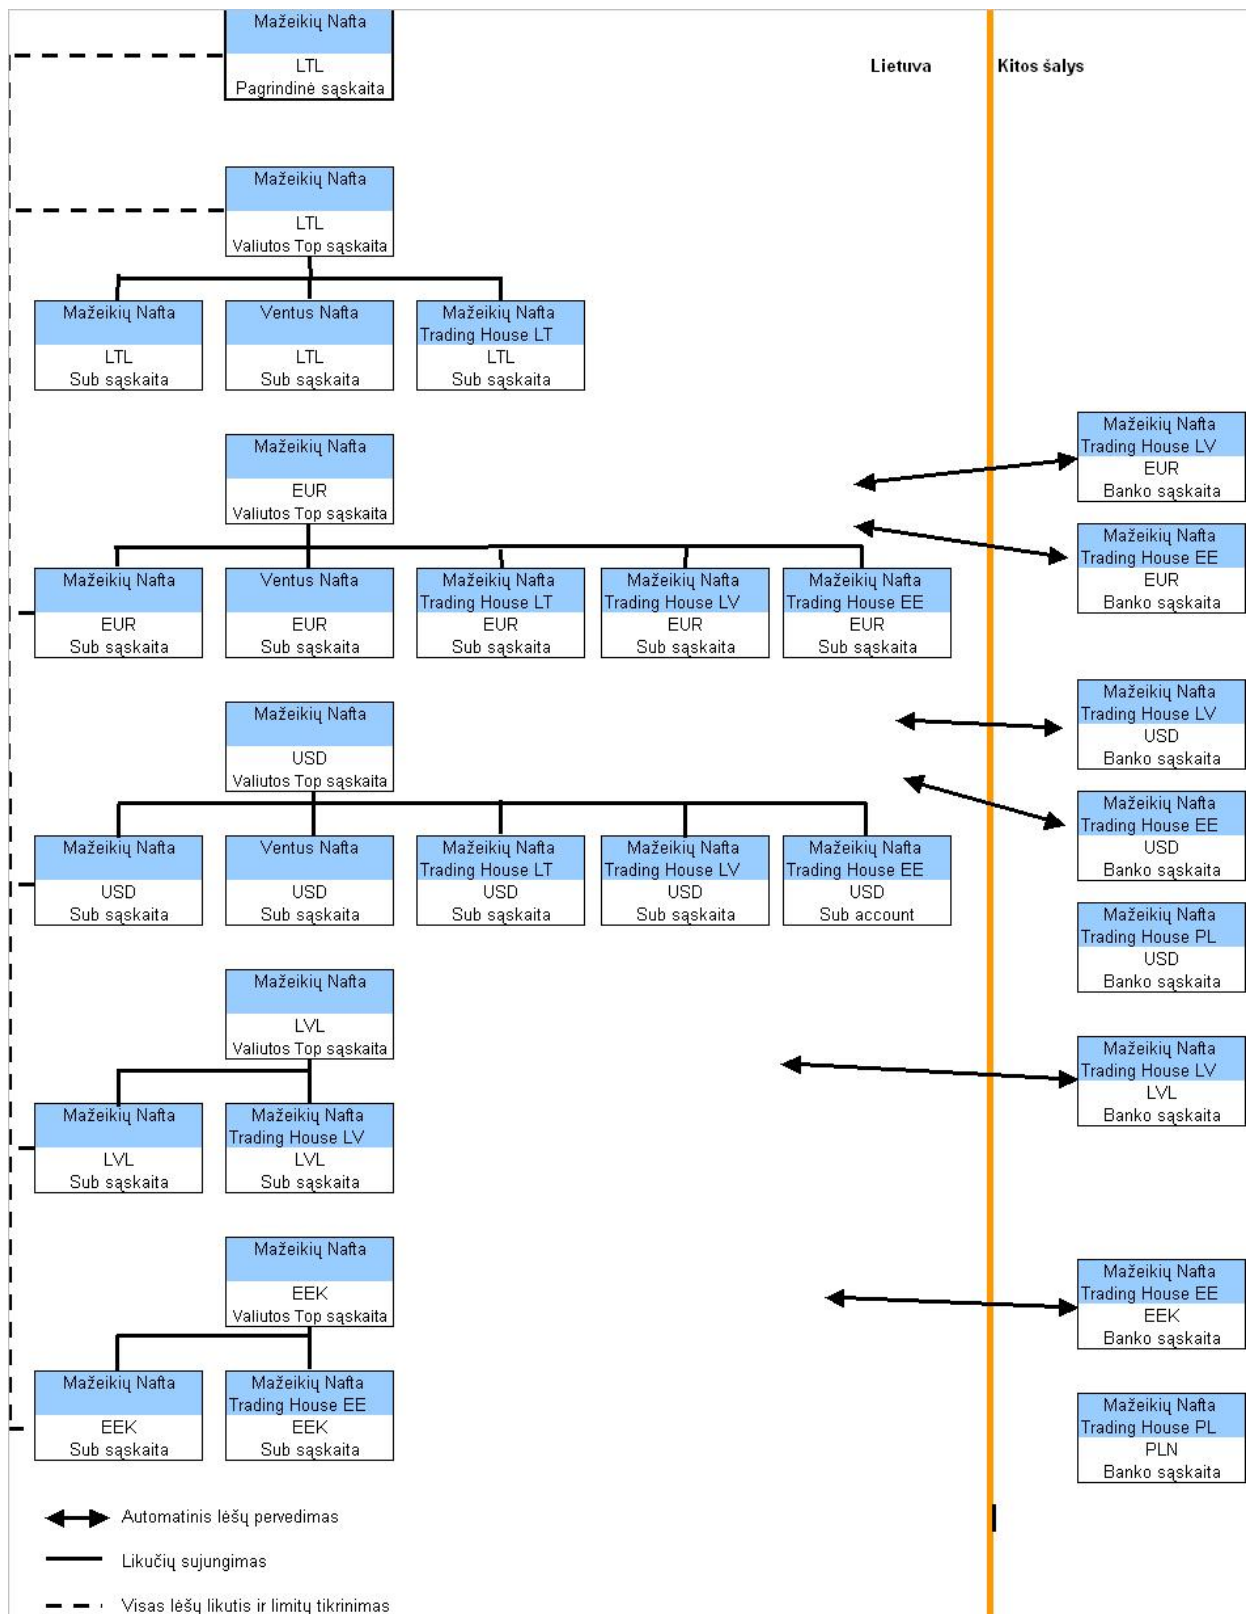 Mažeikių Nafta
LTL
Pagrindinė sąskaita
Lietuva
Kitos šalys
Mažeikių Nafta
LTL
Valiutos Top sąskaita
Mažeikių Nafta
LTL
Sub sąskaita
Ventus Nafta
LTL
Sub sąskaita
Mažeikių Nafta
Trading House LT
LTL
Sub sąskaita
Mažeikių Nafta
EUR
Valiutos Top sąskaita
Mažeikių Nafta
Trading House LV
EUR
Banko sąskaita
Mažeikių Nafta
Trading House EE
EUR
Banko sąskaita
Mažeikių Nafta
EUR
Sub sąskaita
Ventus Nafta
EUR
Sub sąskaita
Mažeikių Nafta
Trading House LT
EUR
Sub sąskaita
Mažeikių Nafta
Trading House LV
EUR
Sub sąskaita
Mažeikių Nafta
Trading House EE
EUR
Sub sąskaita
Mažeikių Nafta
USD
Valiutos Top sąskaita
Mažeikių Nafta
Trading House LV
USD
Banko sąskaita
Mažeikių Nafta
Trading House EE
USD
Banko sąskaita
Mažeikių Nafta
USD
Sub sąskaita
Ventus Nafta
USD
Sub sąskaita
Mažeikių Nafta
Trading House LT
USD
Sub sąskaita
Mažeikių Nafta
Trading House LV
USD
Sub sąskaita
Mažeikių Nafta
Trading House EE
USD
Sub account
Mažeikių Nafta
Trading House PL
USD
Banko sąskaita
Mažeikių Nafta
LVL
Valiutos Top sąskaita
Mažeikių Nafta
Trading House LV
LVL
Banko sąskaita
Mažeikių Nafta
LVL
Sub sąskaita
Mažeikių Nafta
Trading House LV
LVL
Sub sąskaita
Mažeikių Nafta
EEK
Valiutos Top sąskaita
Mažeikių Nafta
Trading House EE
EEK
Banko sąskaita
Mažeikių Nafta
EEK
Sub sąskaita
Mažeikių Nafta
Trading House EE
EEK
Sub sąskaita
Mažeikių Nafta
Trading House PL
PLN
Banko sąskaita
Automatinis lėšų pervedimas
Likučių sujungimas
Visas lėšų likutis ir limitų tikrinimas